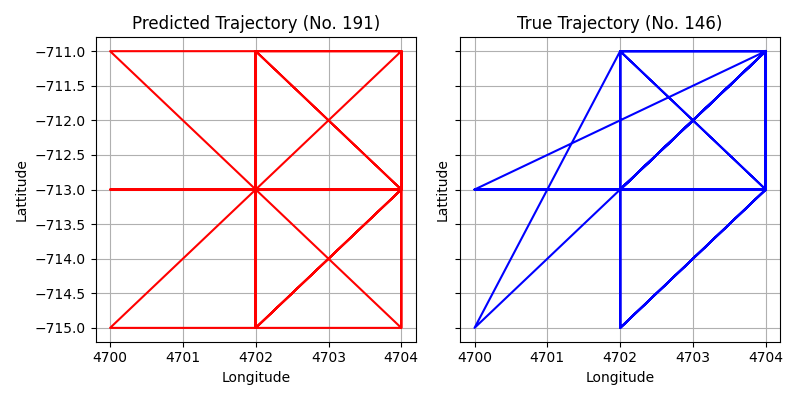 Predicted Trajectory (No. 191)
True Trajectory (No. 146)
−711.0
−711.5
−712.0
−712.5
−713.0
−713.5
−714.0
−714.5
−715.0
Lattitude
4700 4701 4702 4703 4704
Longitude
Lattitude
4700 4701 4702 4703 4704
Longitude